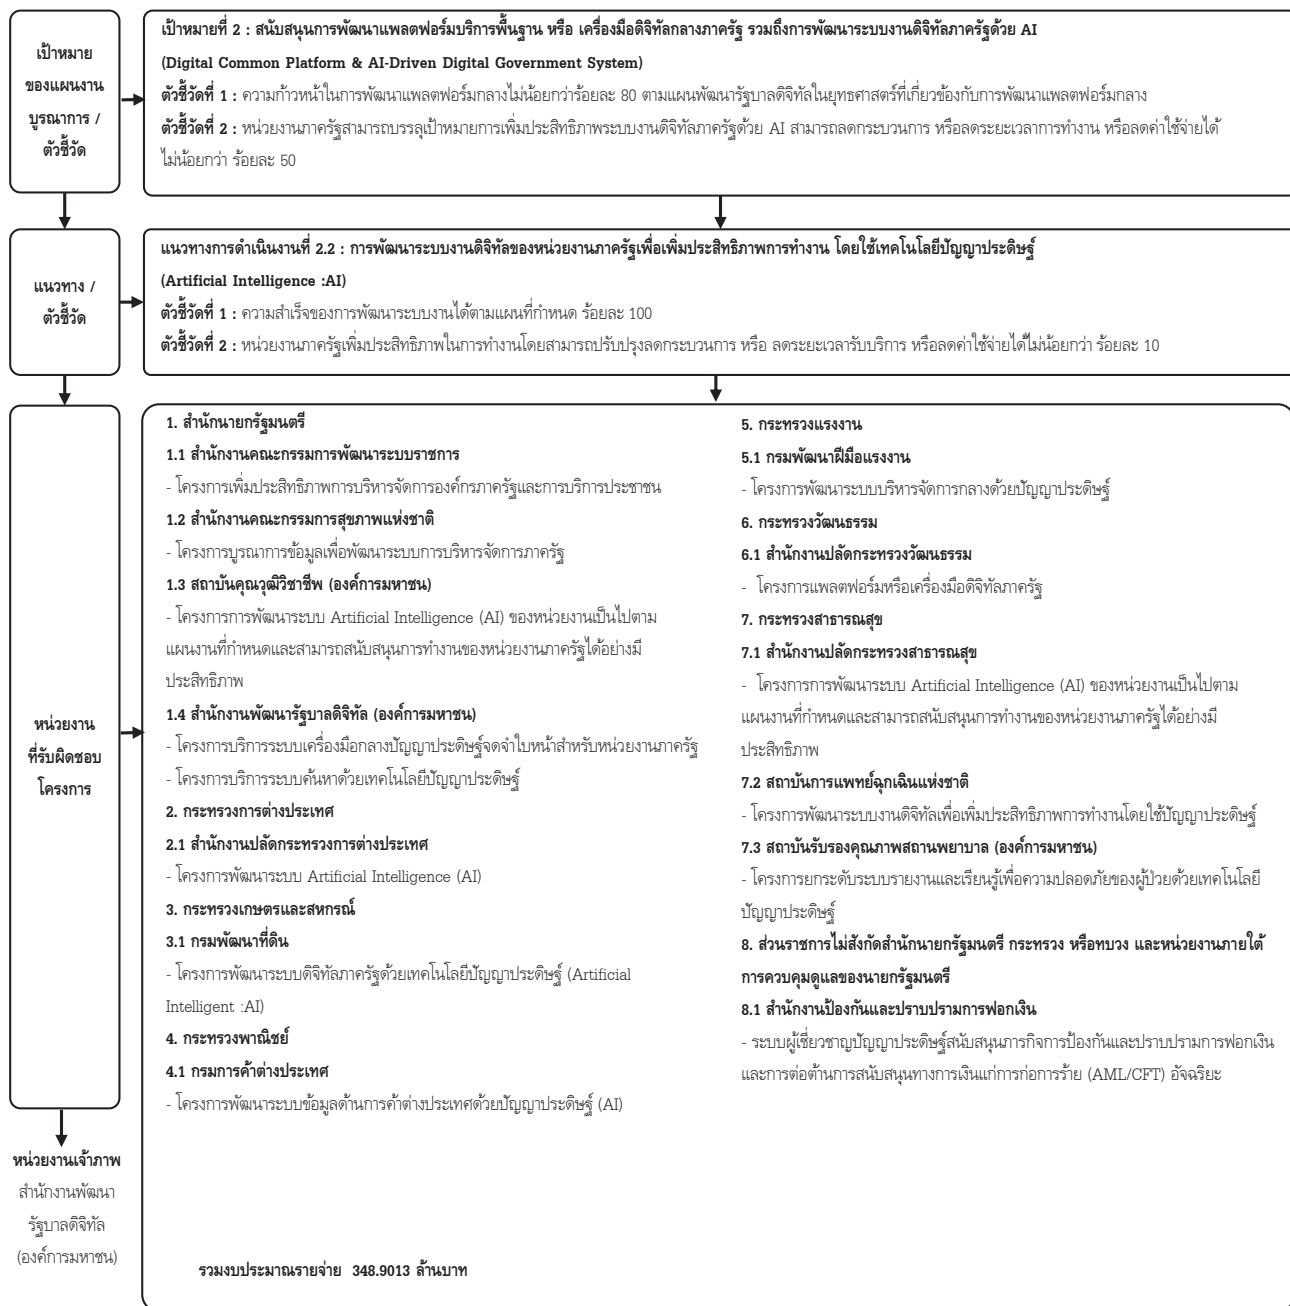 เป้าหมาย
ของแผนงาน
บูรณาการ /
ตัวชี้วัด
เป้าหมายที่ 2 : สนับสนุนการพัฒนาแพลตฟอร์มบริการพื้นฐาน หรือ เครื่องมือดิจิทัลกลางภาครัฐ รวมถึงการพัฒนาระบบงานดิจิทัลภาครัฐด้วย AI
(Digital Common Platform & AI-Driven Digital Government System)
ตัวชี้วัดที่ 1 : ความก้าวหน้าในการพัฒนาแพลตฟอร์มกลางไม่น้อยกว่าร้อยละ 80 ตามแผนพัฒนารัฐบาลดิจิทัลในยุทธศาสตร์ที่เกี่ยวข้องกับการพัฒนาแพลตฟอร์มกลาง
ตัวชี้วัดที่ 2 : หน่วยงานภาครัฐสามารถบรรลุเป้าหมายการเพิ่มประสิทธิภาพระบบงานดิจิทัลภาครัฐด้วย AI สามารถลดกระบวนการ หรือลดระยะเวลาการทำงาน หรือลดค่าใช้จ่ายได้
ไม่น้อยกว่า ร้อยละ 50
แนวทาง /
ตัวชี้วัด
แนวทางการดำเนินงานที่ 2.2 : การพัฒนาระบบงานดิจิทัลของหน่วยงานภาครัฐเพื่อเพิ่มประสิทธิภาพการทำงาน โดยใช้เทคโนโลยีปัญญาประดิษฐ์
(Artificial Intelligence :AI)
ตัวชี้วัดที่ 1 : ความสำเร็จของการพัฒนาระบบงานได้ตามแผนที่กำหนด ร้อยละ 100
ตัวชี้วัดที่ 2 : หน่วยงานภาครัฐเพิ่มประสิทธิภาพในการทำงานโดยสามารถปรับปรุงลดกระบวนการ หรือ ลดระยะเวลารับบริการ หรือลดค่าใช้จ่ายได้ไม่น้อยกว่า ร้อยละ 10
หน่วยงาน
ที่รับผิดชอบ
โครงการ
1. สำนักนายกรัฐมนตรี
1.1 สำนักงานคณะกรรมการพัฒนาระบบราชการ
- โครงการเพิ่มประสิทธิภาพการบริหารจัดการองค์กรภาครัฐและการบริการประชาชน
1.2 สำนักงานคณะกรรมการสุขภาพแห่งชาติ
- โครงการบูรณาการข้อมูลเพื่อพัฒนาระบบการบริหารจัดการภาครัฐ
1.3 สถาบันคุณวุฒิวิชาชีพ (องค์การมหาชน)
- โครงการการพัฒนาระบบ Artificial Intelligence (AI) ของหน่วยงานเป็นไปตาม
แผนงานที่กำหนดและสามารถสนับสนุนการทำงานของหน่วยงานภาครัฐได้อย่างมี
ประสิทธิภาพ
1.4 สำนักงานพัฒนารัฐบาลดิจิทัล (องค์การมหาชน)
- โครงการบริการระบบเครื่องมือกลางปัญญาประดิษฐ์จดจำใบหน้าสำหรับหน่วยงานภาครัฐ
- โครงการบริการระบบค้นหาด้วยเทคโนโลยีปัญญาประดิษฐ์
2. กระทรวงการต่างประเทศ
2.1 สำนักงานปลัดกระทรวงการต่างประเทศ
- โครงการพัฒนาระบบ Artificial Intelligence (AI)
3. กระทรวงเกษตรและสหกรณ์
3.1 กรมพัฒนาที่ดิน
- โครงการพัฒนาระบบดิจิทัลภาครัฐด้วยเทคโนโลยีปัญญาประดิษฐ์ (Artificial
Intelligent :AI)
4. กระทรวงพาณิชย์
4.1 กรมการค้าต่างประเทศ
- โครงการพัฒนาระบบข้อมูลด้านการค้าต่างประเทศด้วยปัญญาประดิษฐ์ (AI)
5. กระทรวงแรงงาน
5.1 กรมพัฒนาฝีมือแรงงาน
- โครงการพัฒนาระบบบริหารจัดการกลางด้วยปัญญาประดิษฐ์
6. กระทรวงวัฒนธรรม
6.1 สำนักงานปลัดกระทรวงวัฒนธรรม
- โครงการแพลตฟอร์มหรือเครื่องมือดิจิทัลภาครัฐ
7. กระทรวงสาธารณสุข
7.1 สำนักงานปลัดกระทรวงสาธารณสุข
- โครงการการพัฒนาระบบ Artificial Intelligence (AI) ของหน่วยงานเป็นไปตาม
แผนงานที่กำหนดและสามารถสนับสนุนการทำงานของหน่วยงานภาครัฐได้อย่างมี
ประสิทธิภาพ
7.2 สถาบันการแพทย์ฉุกเฉินแห่งชาติ
- โครงการพัฒนาระบบงานดิจิทัลเพื่อเพิ่มประสิทธิภาพการทำงานโดยใช้ปัญญาประดิษฐ์
7.3 สถาบันรับรองคุณภาพสถานพยาบาล (องค์การมหาชน)
- โครงการยกระดับระบบรายงานและเรียนรู้เพื่อความปลอดภัยของผู้ป่วยด้วยเทคโนโลยี
ปัญญาประดิษฐ์
8. ส่วนราชการไม่สังกัดสำนักนายกรัฐมนตรี กระทรวง หรือทบวง และหน่วยงานภายใต้
การควบคุมดูแลของนายกรัฐมนตรี
8.1 สำนักงานป้องกันและปราบปรามการฟอกเงิน
- ระบบผู้เชี่ยวชาญปัญญาประดิษฐ์สนับสนุนภารกิจการป้องกันและปราบปรามการฟอกเงิน
และการต่อต้านการสนับสนุนทางการเงินแก่การก่อการร้าย (AML/CFT) อัจฉริยะ
หน่วยงานเจ้าภาพ
สำนักงานพัฒนา
รัฐบาลดิจิทัล
(องค์การมหาชน)
รวมงบประมาณรายจ่าย 348.9013 ล้านบาท